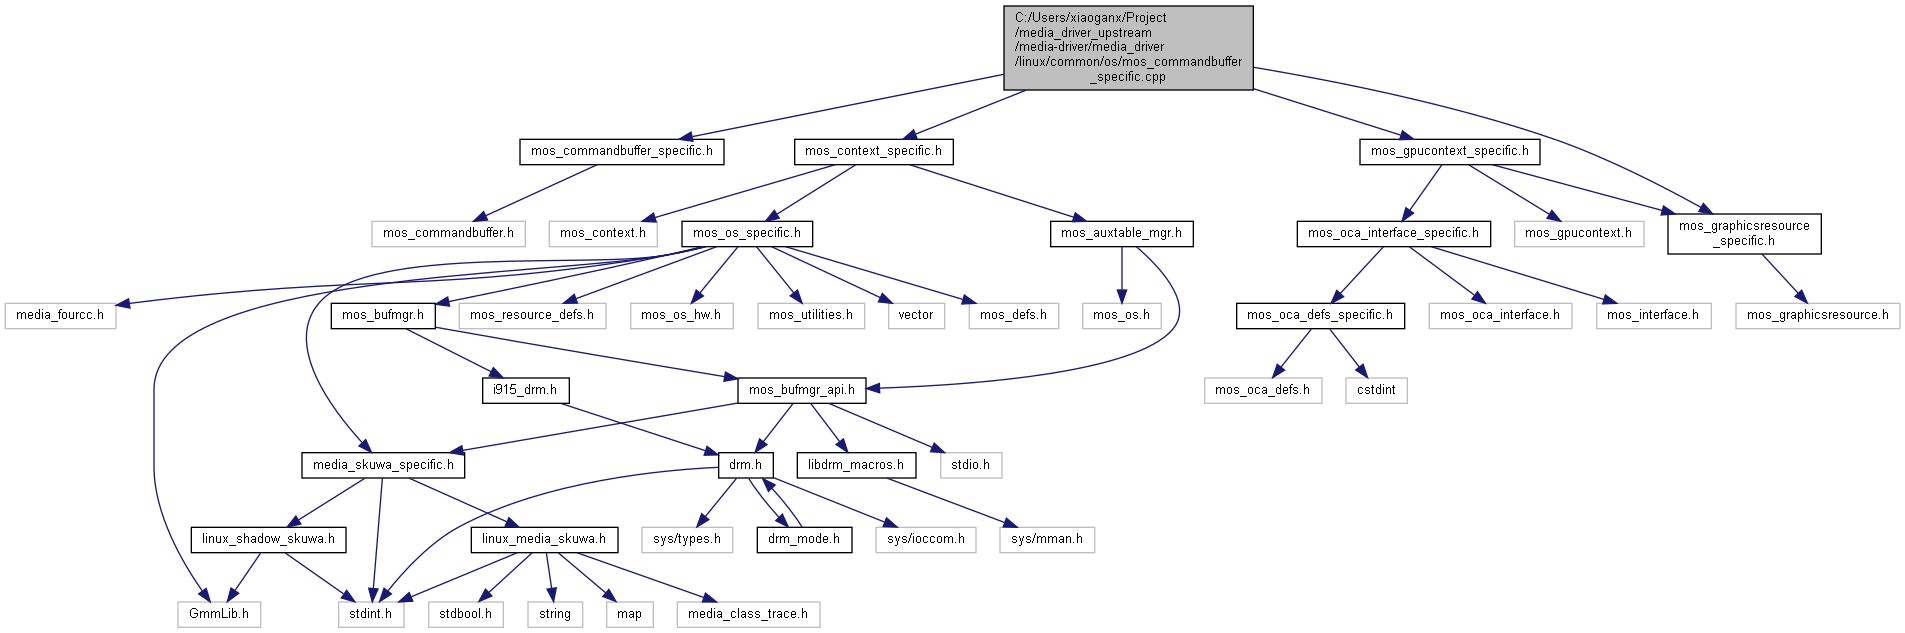 C:/Users/xiaoganx/Project
/media_driver_upstream
/media-driver/media_driver
/linux/common/os/mos_commandbuffer
_specific.cpp
mos_commandbuffer_specific.h
mos_context_specific.h
mos_gpucontext_specific.h
mos_commandbuffer.h
mos_context.h
mos_os_specific.h
mos_auxtable_mgr.h
mos_oca_interface_specific.h
mos_gpucontext.h
mos_graphicsresource
_specific.h
media_fourcc.h
mos_bufmgr.h
mos_resource_defs.h
mos_os_hw.h
mos_utilities.h
vector
mos_defs.h
mos_os.h
mos_oca_defs_specific.h
mos_oca_interface.h
mos_interface.h
mos_graphicsresource.h
i915_drm.h
mos_bufmgr_api.h
mos_oca_defs.h
cstdint
media_skuwa_specific.h
drm.h
libdrm_macros.h
stdio.h
linux_shadow_skuwa.h
linux_media_skuwa.h
sys/types.h
drm_mode.h
sys/ioccom.h
sys/mman.h
GmmLib.h
stdint.h
stdbool.h
string
map
media_class_trace.h